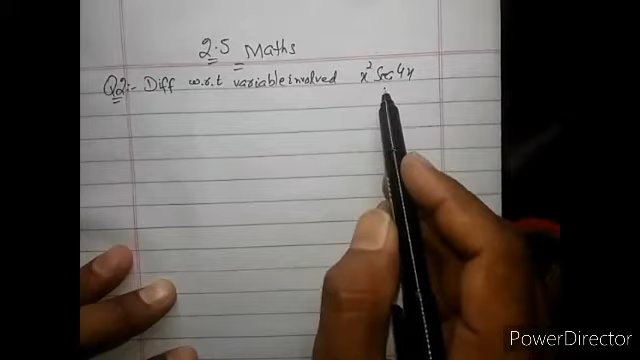 2.5 Maths
Q2:- Diff w.r.t variable involved x² Sec 4x
PowerDirector